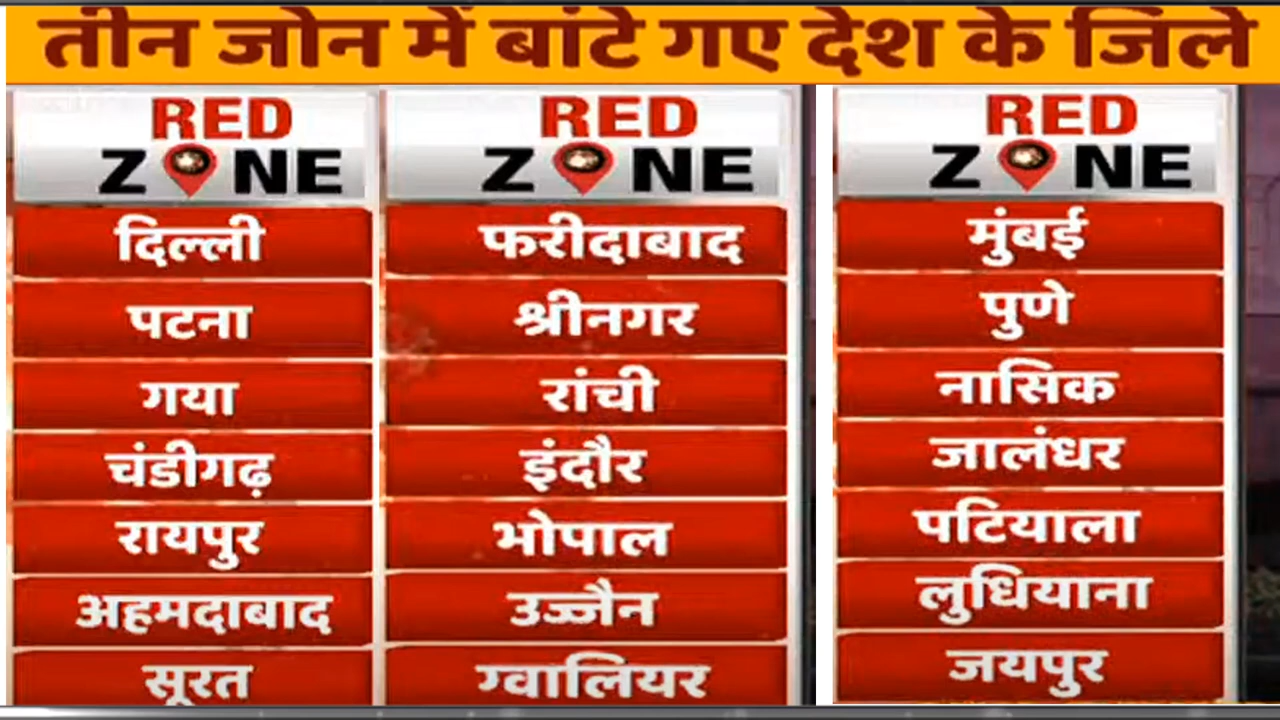 तीन जोन में बांटे गए देश के जिले
RED
ZONE
दिल्ली
पटना
गया
चंडीगढ़
रायपुर
अहमदाबाद
सूरत
RED
ZONE
फरीदाबाद
श्रीनगर
रांची
इंदौर
भोपाल
उज्जैन
ग्वालियर
RED
ZONE
मुंबई
पुणे
नासिक
जालंधर
पटियाला
लुधियाना
जयपुर